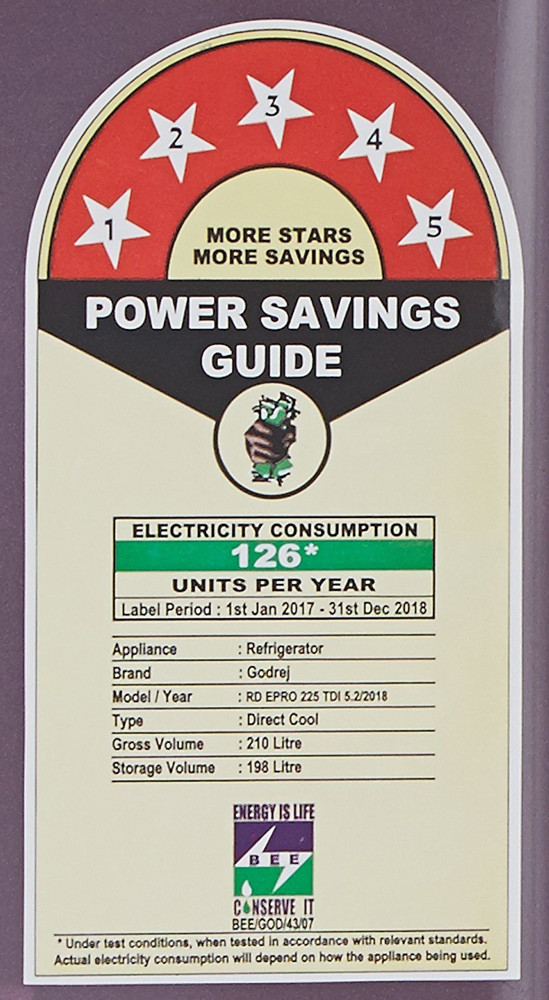 1 2 3 4 5
MORE STARS
MORE SAVINGS
POWER SAVINGS
GUIDE
ELECTRICITY CONSUMPTION
126*
UNITS PER YEAR
Label Period : 1st Jan 2017 - 31st Dec 2018
Appliance : Refrigerator
Brand : Godrej
Model / Year : RD EPRO 225 TDI 5.2/2018
Type : Direct Cool
Gross Volume : 210 Litre
Storage Volume : 198 Litre
ENERGY IS LIFE
BEE
CONSERVE IT
BEE/GOD/43/07
* Under test conditions, when tested in accordance with relevant standards.
Actual electricity consumption will depend on how the appliance being used.